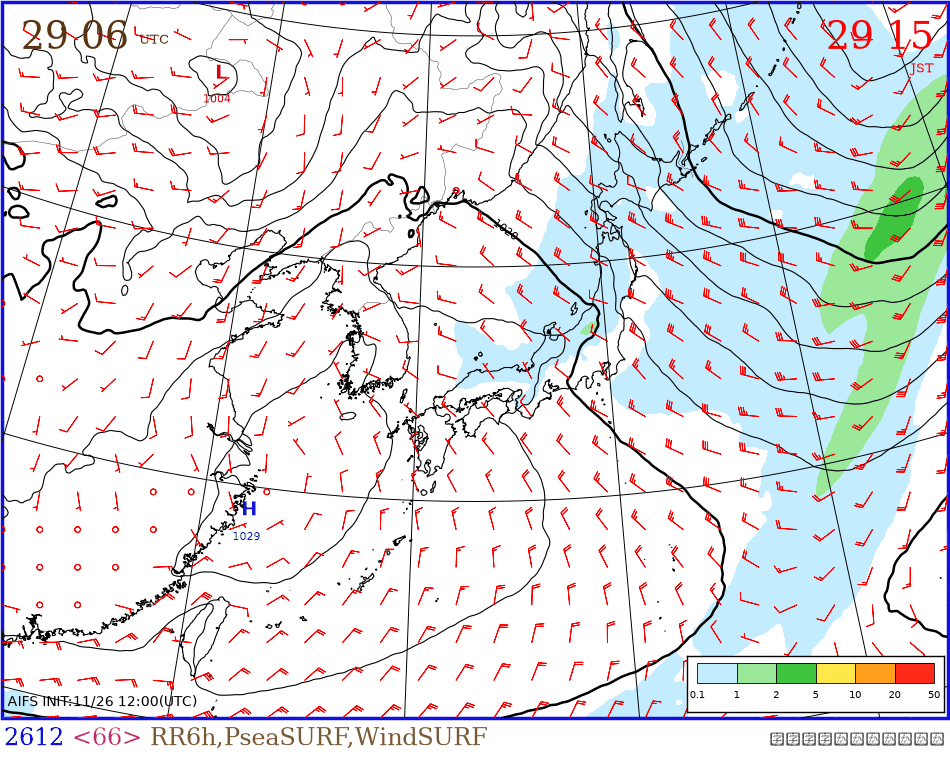 29 06 UTC
29 15
JST
L
1004
1020
H
1029
0.1 1 2 5 10 20 50
AIFS INIT:11/26 12:00(UTC)
2612 <66> RR6h,PseaSURF,WindSURF